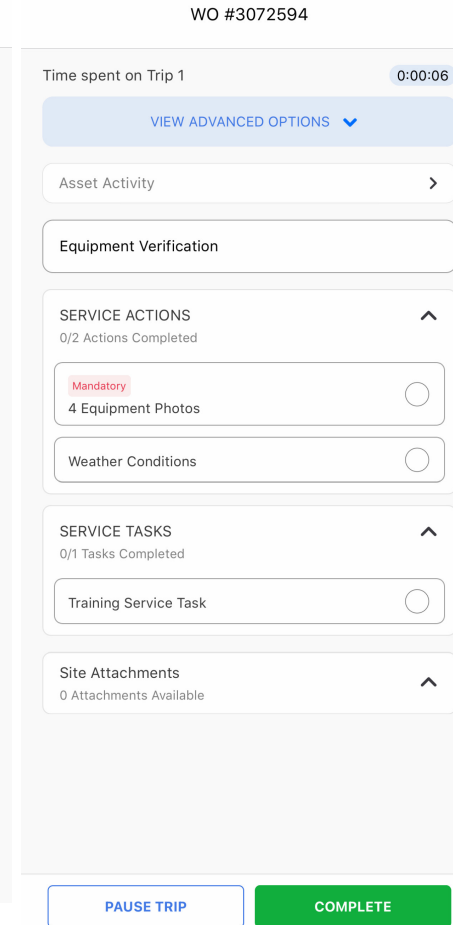 WO #3072594
Time spent on Trip 1 0:00:06
VIEW ADVANCED OPTIONS
Asset Activity
Equipment Verification
SERVICE ACTIONS
0/2 Actions Completed
Mandatory
4 Equipment Photos
Weather Conditions
SERVICE TASKS
0/1 Tasks Completed
Training Service Task
Site Attachments
0 Attachments Available
PAUSE TRIP COMPLETE